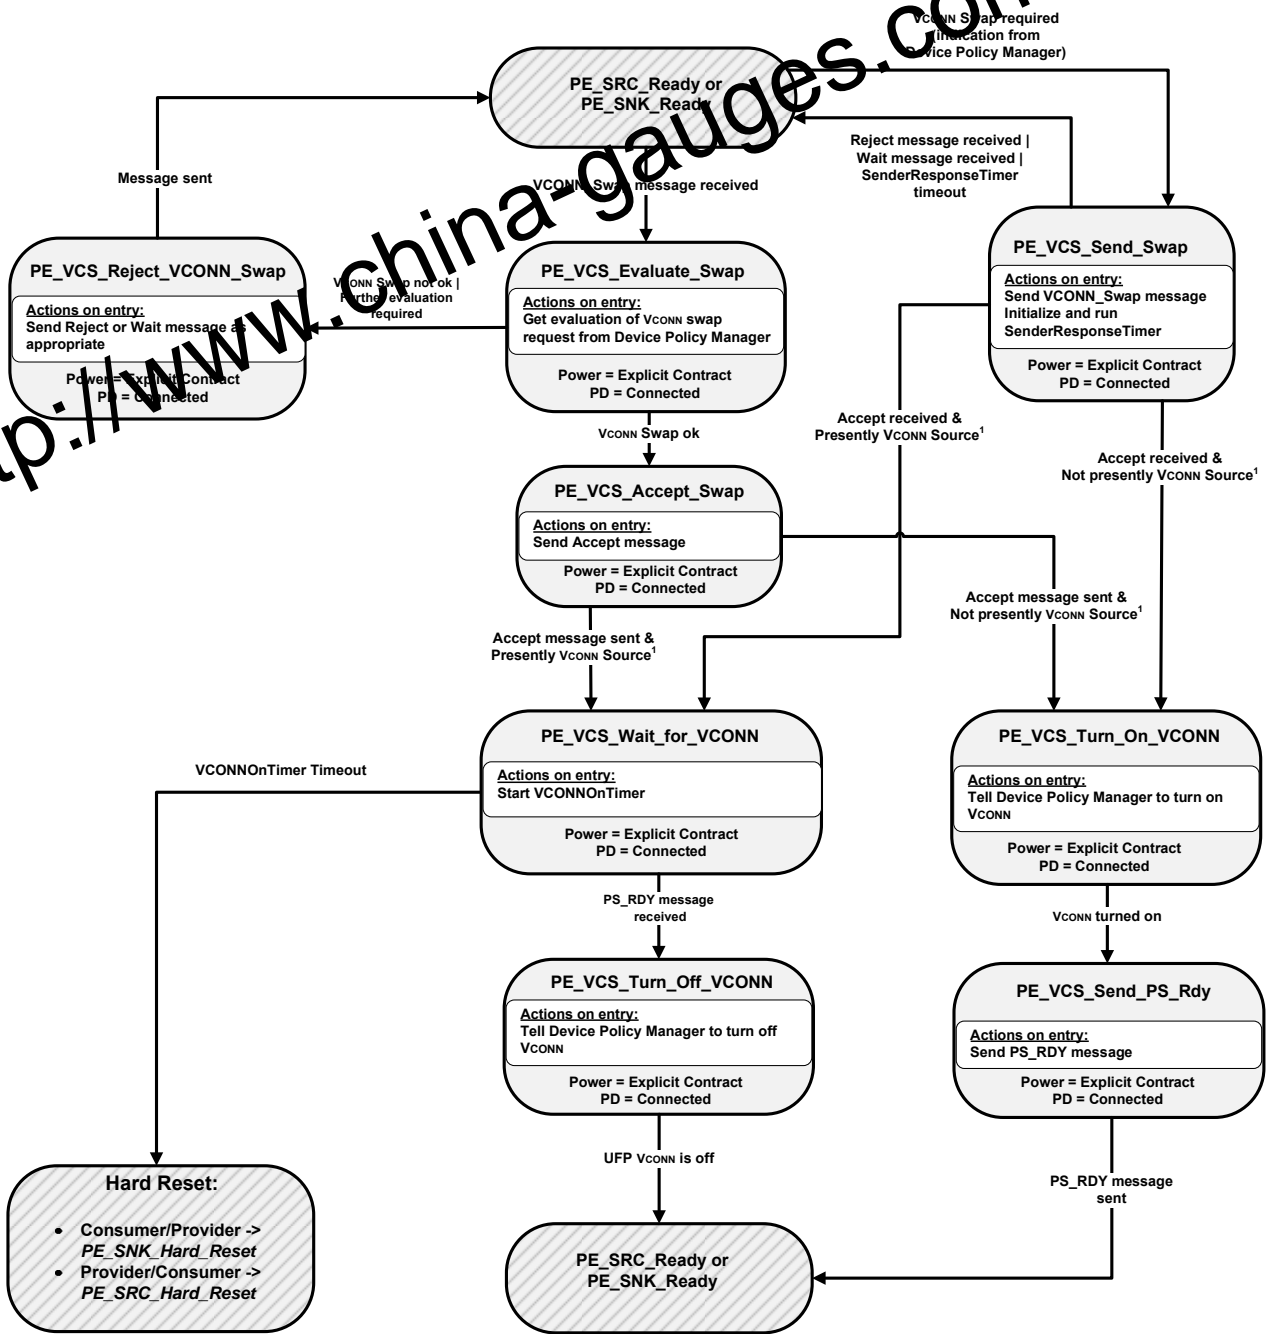 VCONN Swap required
(indication from
Device Policy Manager)
PE_SRC_Ready or
PE_SNK_Ready
Reject message received |
Wait message received |
SenderResponseTimer
timeout
Message sent
VCONN_Swap message received
PE_VCS_Reject_VCONN_Swap
Actions on entry:
Send Reject or Wait message as
appropriate
Power = Explicit Contract
PD = Connected
VCONN Swap not ok |
Further evaluation
required
PE_VCS_Evaluate_Swap
Actions on entry:
Get evaluation of VCONN swap
request from Device Policy Manager
Power = Explicit Contract
PD = Connected
PE_VCS_Send_Swap
Actions on entry:
Send VCONN_Swap message
Initialize and run
SenderResponseTimer
Power = Explicit Contract
PD = Connected
VCONN Swap ok
Accept received &
Presently VCONN Source¹
Accept received &
Not presently VCONN Source¹
PE_VCS_Accept_Swap
Actions on entry:
Send Accept message
Power = Explicit Contract
PD = Connected
Accept message sent &
Presently VCONN Source¹
Accept message sent &
Not presently VCONN Source¹
PE_VCS_Wait_for_VCONN
Actions on entry:
Start VCONNOnTimer
Power = Explicit Contract
PD = Connected
VCONNOnTimer Timeout
PE_VCS_Turn_On_VCONN
Actions on entry:
Tell Device Policy Manager to turn on
VCONN
Power = Explicit Contract
PD = Connected
PS_RDY message
received
VCONN turned on
PE_VCS_Turn_Off_VCONN
Actions on entry:
Tell Device Policy Manager to turn off
VCONN
Power = Explicit Contract
PD = Connected
PE_VCS_Send_PS_Rdy
Actions on entry:
Send PS_RDY message
Power = Explicit Contract
PD = Connected
UFP VCONN is off
PS_RDY message
sent
Hard Reset:
• Consumer/Provider ->
PE_SNK_Hard_Reset
• Provider/Consumer ->
PE_SRC_Hard_Reset
PE_SRC_Ready or
PE_SNK_Ready
tp://www.china-gauges.com